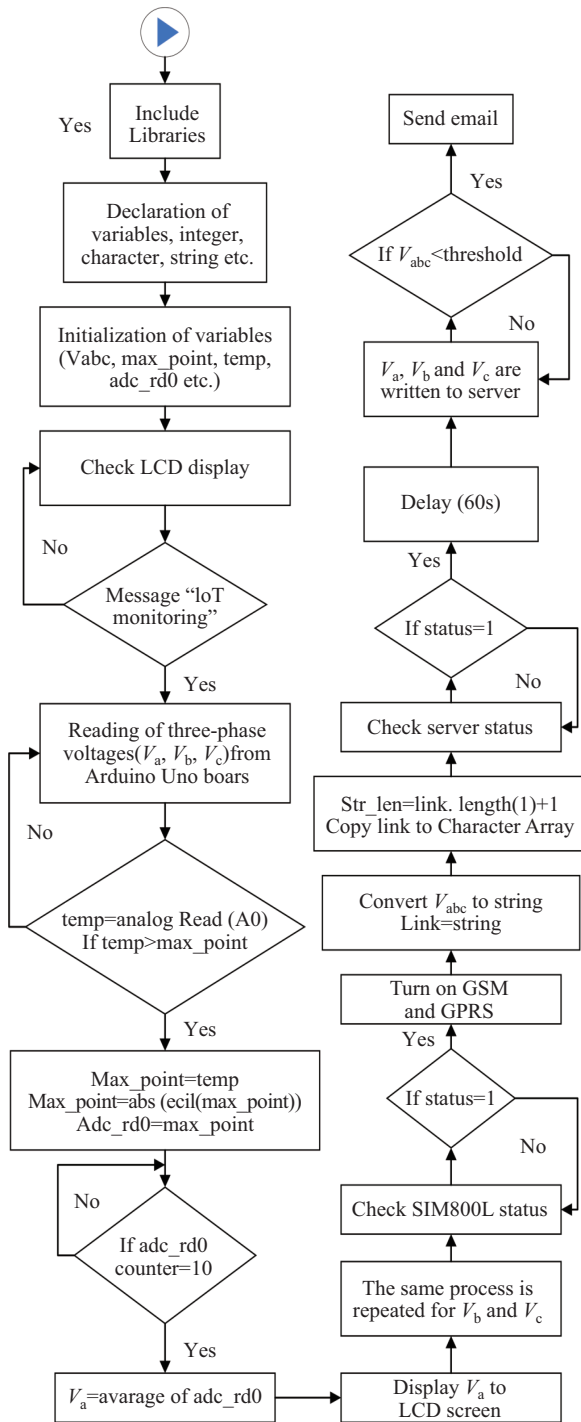 Yes
Include
Libraries
Declaration of
variables, integer,
character, string etc.
Initialization of variables
(Vabc, max_point, temp,
adc_rd0 etc.)
Check LCD display
No
Message “loT
monitoring”
Yes
Reading of three-phase
voltages(Va, Vb, Vc)from
Arduino Uno boars
No
temp=analog Read (A0)
If temp>max_point
Yes
Max_point=temp
Max_point=abs (ecil(max_point))
Adc_rd0=max_point
No
If adc_rd0
counter=10
Yes
Va=avarage of adc_rd0
Display Va to
LCD screen
The same process is
repeated for Vb and Vc
Check SIM800L status
No
If status=1
Yes
Turn on GSM
and GPRS
Convert Vabc to string
Link=string
Str_len=link. length(1)+1
Copy link to Character Array
Check server status
No
If status=1
Yes
Delay (60s)
Va, Vb and Vc are
written to server
No
If Vabc<threshold
Yes
Send email